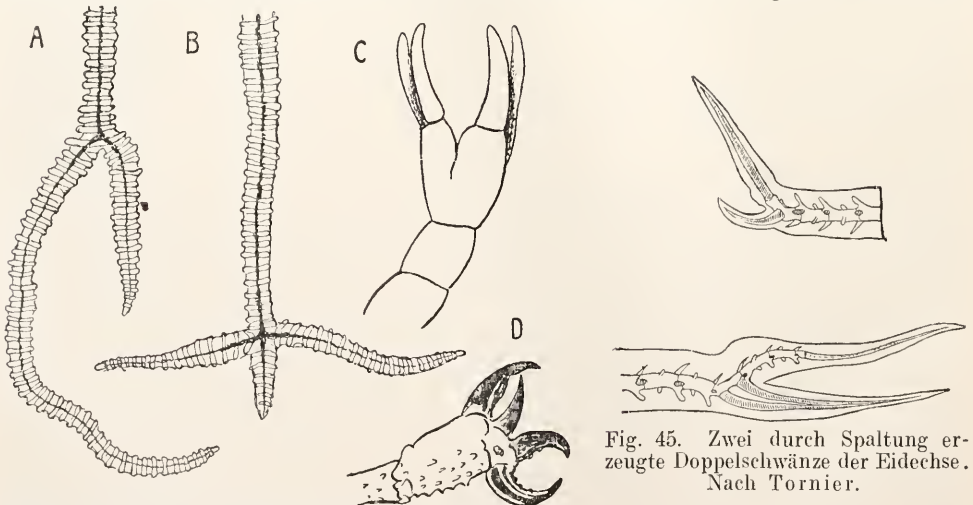 A
B
C
D
Fig. 45. Zwei durch Spaltung er-
zeugte Doppelschwänze der Eidechse.
Nach Tornier.